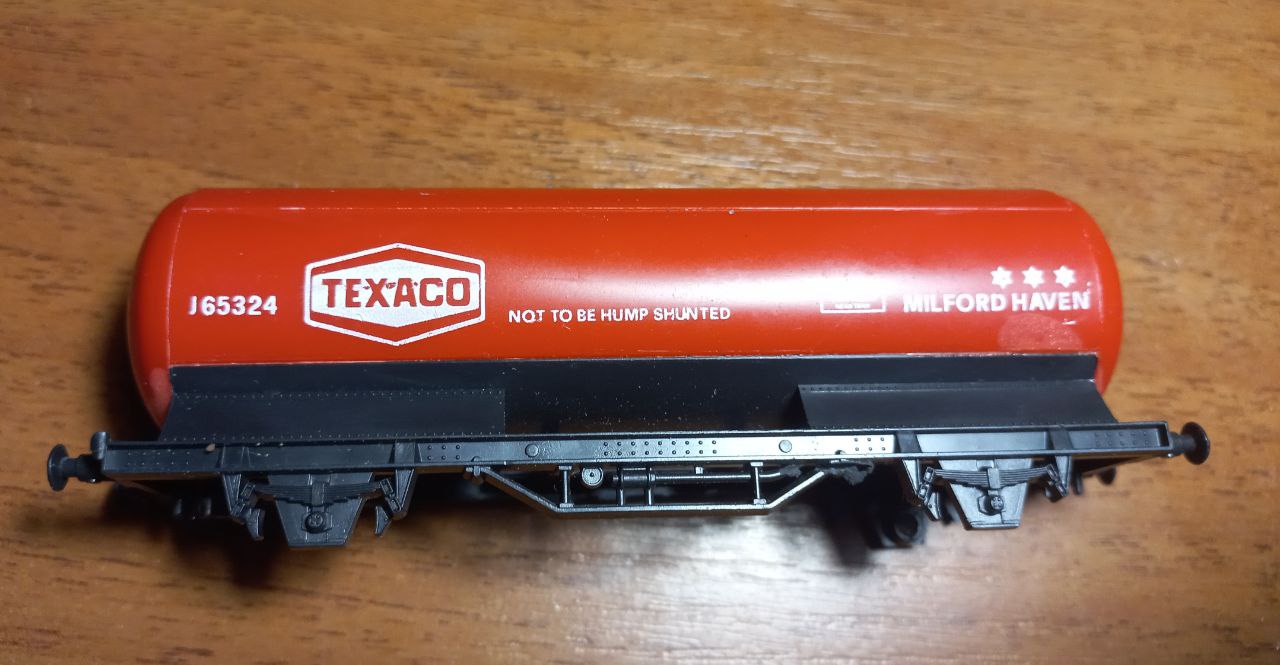 J65324
TEXACO
NOT TO BE HUMP SHUNTED
MILFORD HAVEN